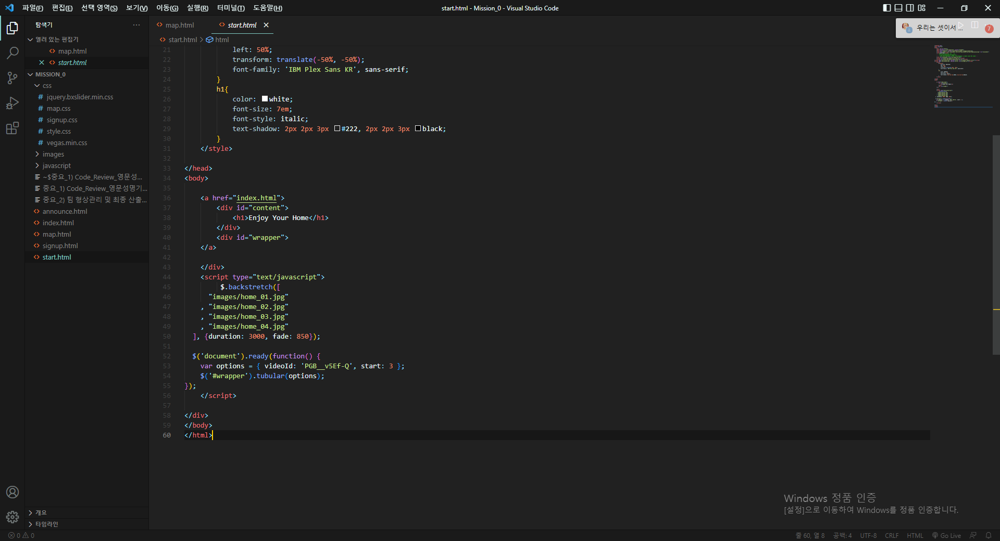 파일(F) 편집(E) 선택 영역(S) 보기(V) 이동(G) 실행(R) 터미널(T) 도움말(H)
start.html - Mission_0 - Visual Studio Code
탐색기
열려 있는 편집기
map.html
start.html
MISSION_0
css
# jquery.bxslider.min.css
# map.css
# signup.css
# style.css
# vegas.min.css
images
javascript
~$중요_1) Code_Review_영문성...
중요_1) Code_Review_영문성명기...
중요_2) 팀 형상관리 및 최종 산출...
announce.html
index.html
map.html
signup.html
start.html
개요
타임라인
map.html
start.html
우리는 셋이서 ...
7
start.html > html
21 left: 50%;
22 transform: translate(-50%, -50%);
23 font-family: 'IBM Plex Sans KR', sans-serif;
24 }
25 h1{
26 color: white;
27 font-size: 7em;
28 font-style: italic;
29 text-shadow: 2px 2px 3px #222, 2px 2px 3px black;
30 }
31 </style>
32
33 </head>
34 <body>
35
36 <a href="index.html">
37 <div id="content">
38 <h1>Enjoy Your Home</h1>
39 </div>
40 <div id="wrapper">
41 </a>
42
43 </div>
44 <script type="text/javascript">
45 $.backstretch([
46 "images/home_01.jpg"
47 , "images/home_02.jpg"
48 , "images/home_03.jpg"
49 , "images/home_04.jpg"
50 ], {duration: 3000, fade: 850});
51
52 $('document').ready(function() {
53 var options = { videoId: 'PGB__v5Ef-Q', start: 3 };
54 $('#wrapper').tubular(options);
55 });
56 </script>
57
58 </div>
59 </body>
60 </html>
Windows 정품 인증
[설정]으로 이동하여 Windows를 정품 인증합니다.
0 0
줄 60, 열 8 공백: 4 UTF-8 CRLF HTML Go Live